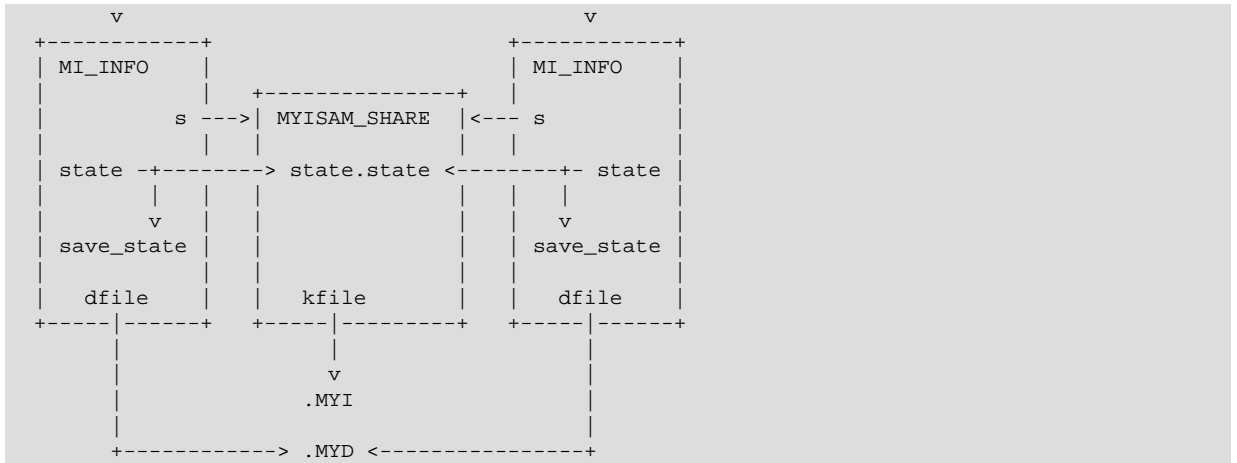 v v
+------------+ +------------+
| MI_INFO | | MI_INFO |
| | +---------------+ | |
| s --->| MYISAM_SHARE |<--- s |
| | | | | |
| state -+--------> state.state <--------+- state |
| | | | | | | |
| v | | | | v |
| save_state | | | | save_state |
| | | | | |
| dfile | | kfile | | dfile |
+-----|------+ +-----|---------+ +-----|------+
| | |
| v |
| .MYI |
| |
+------------> .MYD <----------------+